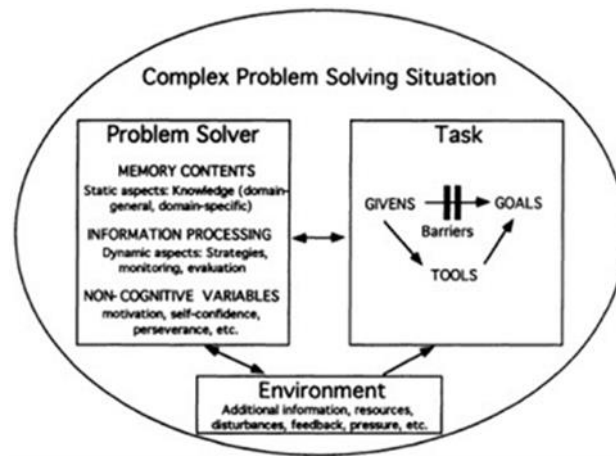 Complex Problem Solving Situation
Problem Solver
MEMORY CONTENTS
Static aspects: Knowledge (domain-
general, domain-specific)
INFORMATION PROCESSING
Dynamic aspects: Strategies,
monitoring, evaluation
NON-COGNITIVE VARIABLES
motivation, self-confidence,
perseverance, etc.
Task
GIVENS
GOALS
Barriers
TOOLS
Environment
Additional information, resources,
disturbances, feedback, pressure, etc.